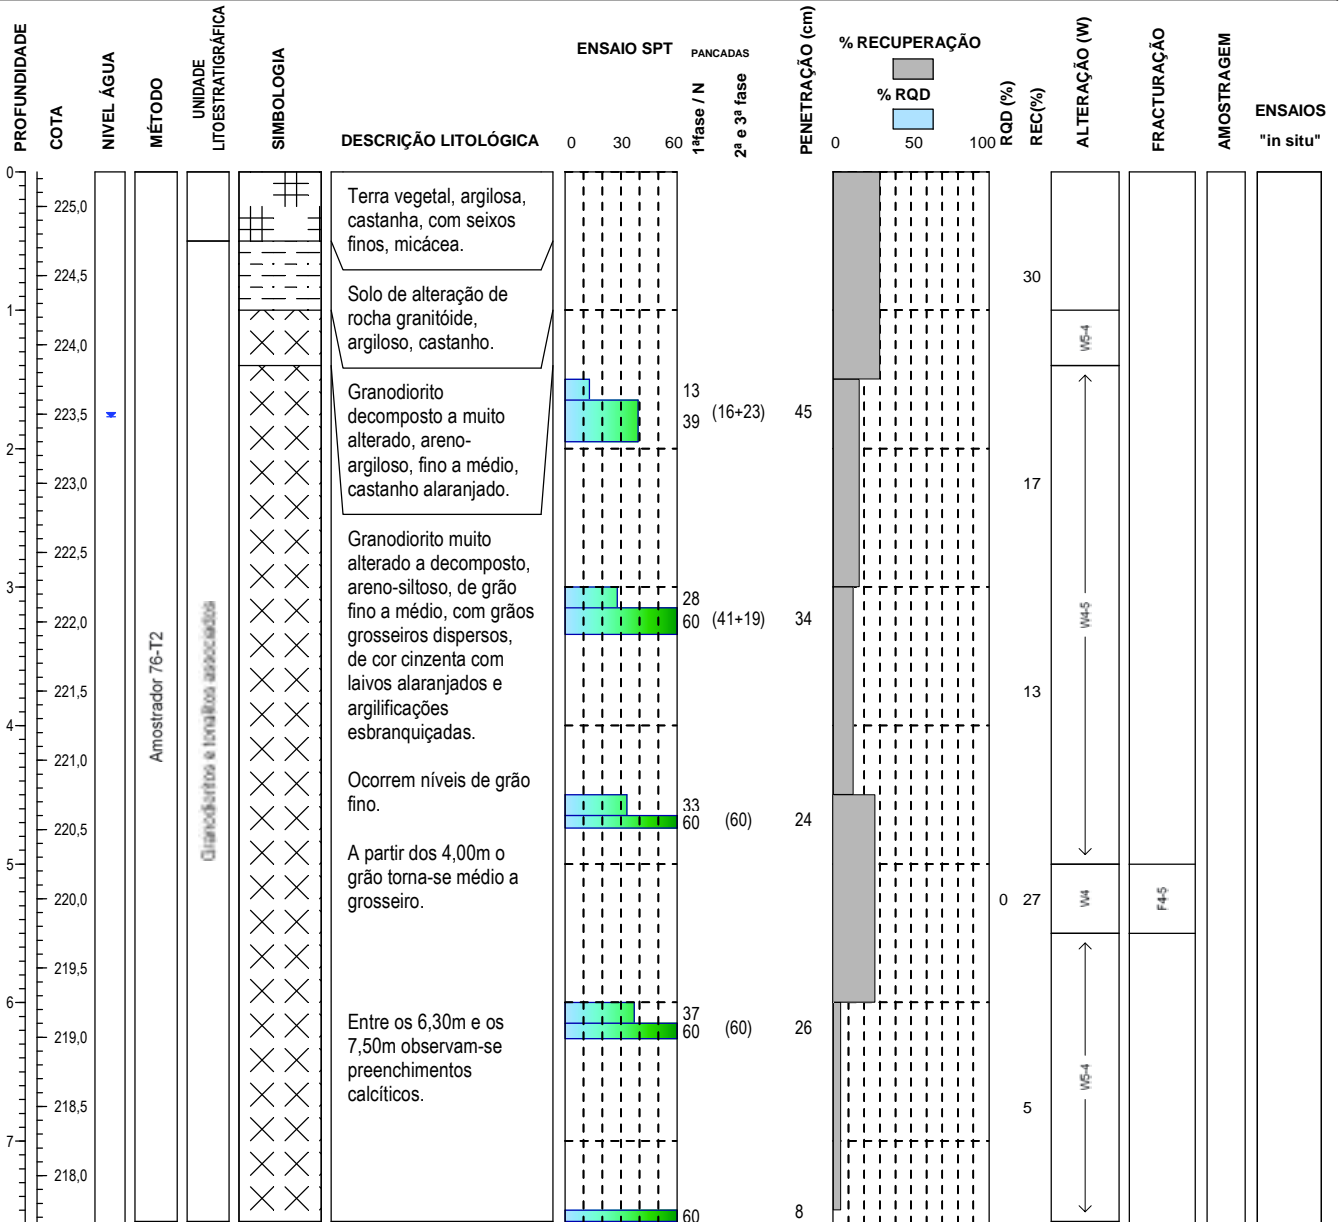 PROFUNDIDADE
COTA
NIVEL ÁGUA
MÉTODO
UNIDADE
LITOESTRATIGRÁFICA
SIMBOLOGIA
DESCRIÇÃO LITOLÓGICA
ENSAIO SPT
0 30 60
PANCADAS
1ªfase / N
2ª e 3ª fase
PENETRAÇÃO (cm)
% RECUPERAÇÃO
% RQD
0 50 100
RQD (%)
REC(%)
ALTERAÇÃO (W)
FRACTURAÇÃO
AMOSTRAGEM
ENSAIOS
"in situ"
0
1
2
3
4
5
6
7
225,0
224,5
224,0
223,5
223,0
222,5
222,0
221,5
221,0
220,5
220,0
219,5
219,0
218,5
218,0
Amostrador 76-T2
Granodioritos e tonalitos associados
Terra vegetal, argilosa,
castanha, com seixos
finos, micácea.
Solo de alteração de
rocha granitóide,
argiloso, castanho.
Granodiorito
decomposto a muito
alterado, areno-
argiloso, fino a médio,
castanho alaranjado.
Granodiorito muito
alterado a decomposto,
areno-siltoso, de grão
fino a médio, com grãos
grosseiros dispersos,
de cor cinzenta com
laivos alaranjados e
argilificações
esbranquiçadas.
Ocorrem níveis de grão
fino.
A partir dos 4,00m o
grão torna-se médio a
grosseiro.
Entre os 6,30m e os
7,50m observam-se
preenchimentos
calcíticos.
13
39 (16+23) 45
28
60 (41+19) 34
33
60 (60) 24
37
60 (60) 26
60 8
30
17
13
0 27
5
W5-4
W4-5
W4
W5-4
F4-5